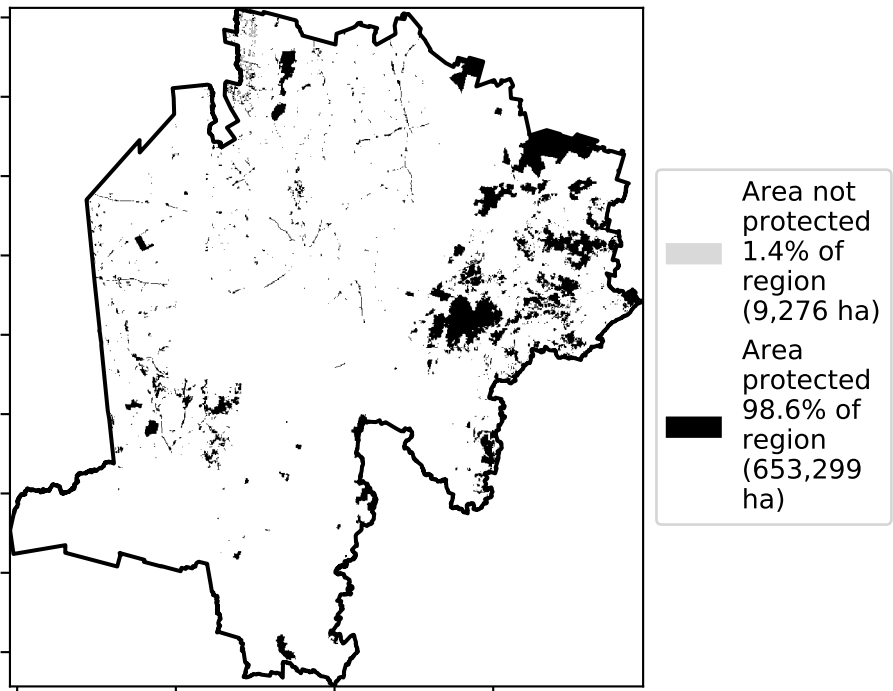 Area not
protected
1.4% of
region
(9,276 ha)
Area
protected
98.6% of
region
(653,299
ha)